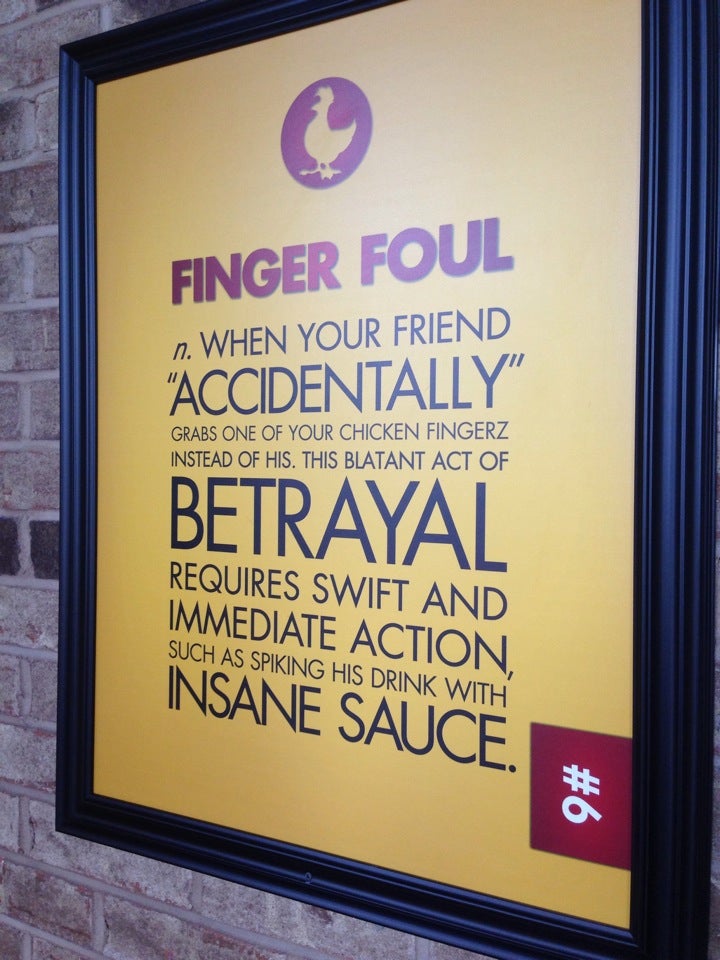 FINGER FOUL
n. WHEN YOUR FRIEND
"ACCIDENTALLY"
GRABS ONE OF YOUR CHICKEN FINGERZ
INSTEAD OF HIS. THIS BLATANT ACT OF
BETRAYAL
REQUIRES SWIFT AND
IMMEDIATE ACTION,
SUCH AS SPIKING HIS DRINK WITH
INSANE SAUCE.
#6